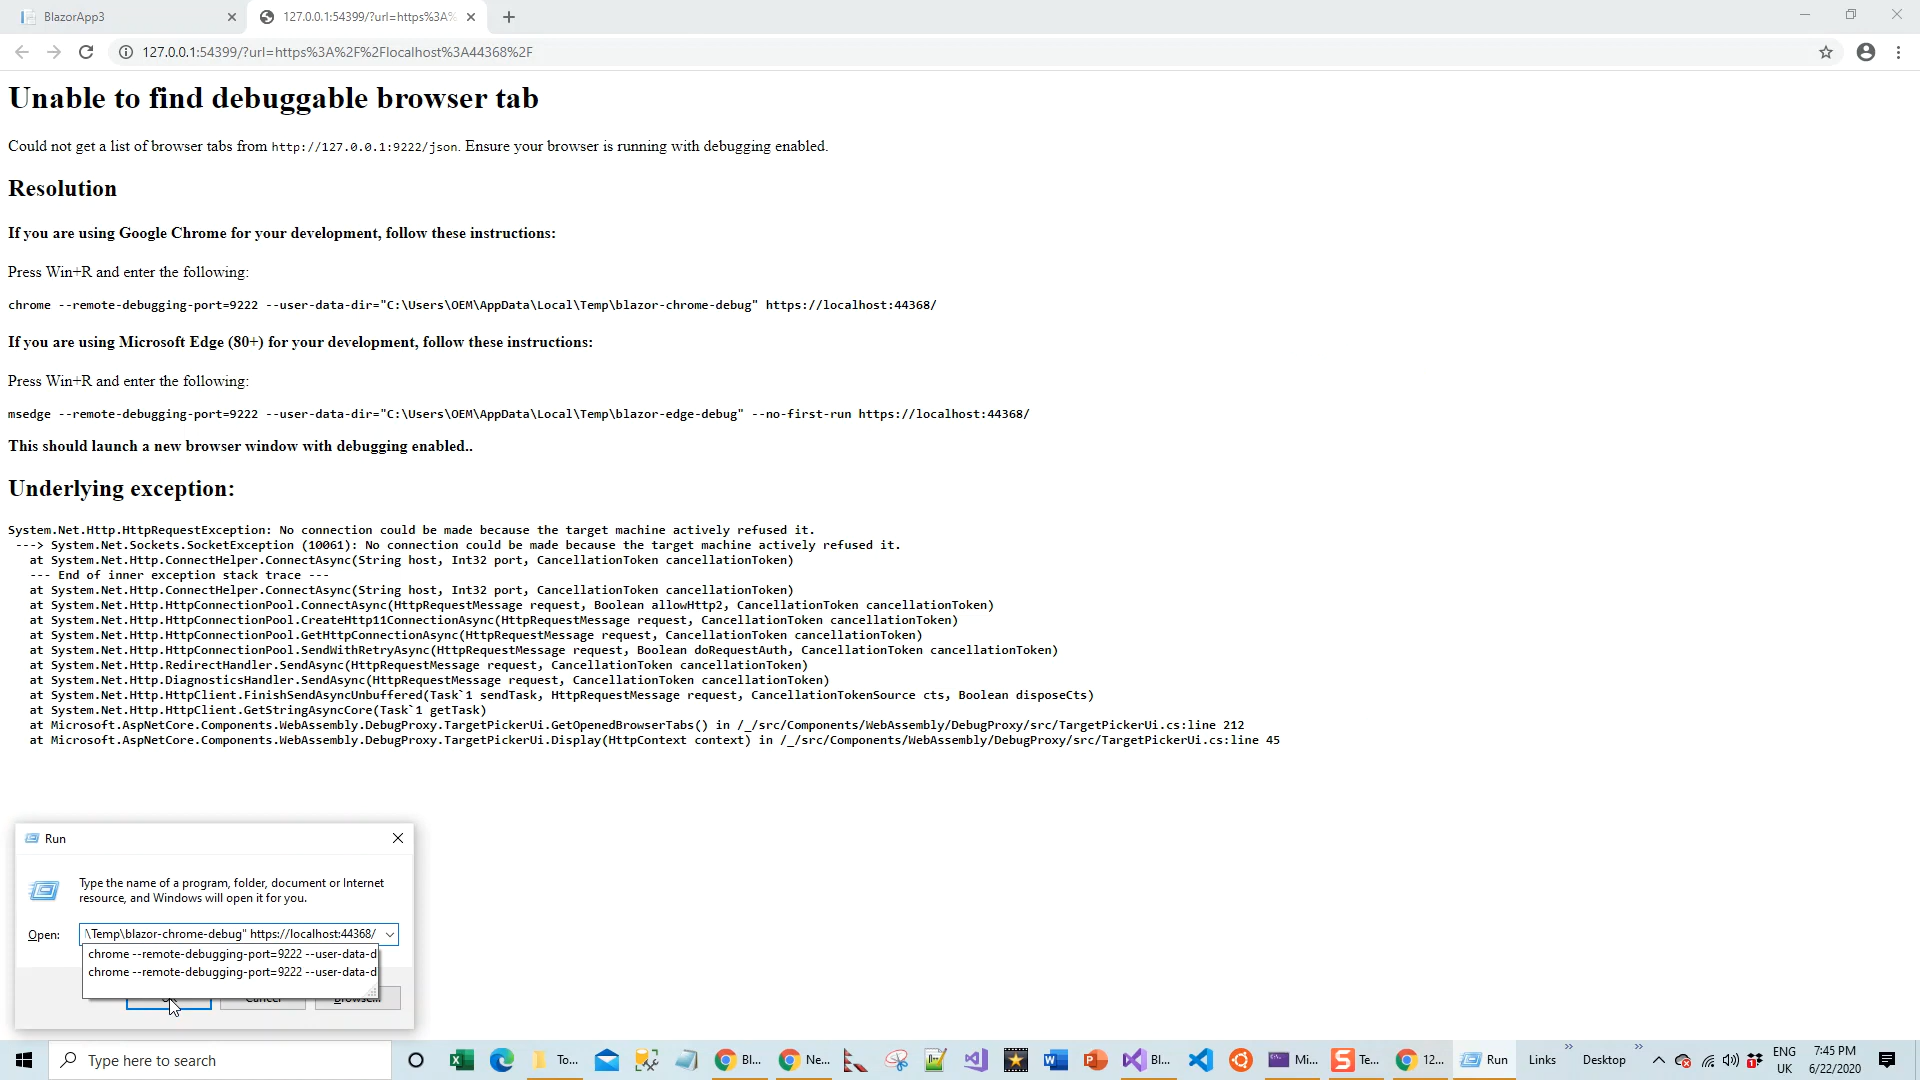 BlazorApp3
127.0.0.1:54399/?url=https%3A%
127.0.0.1:54399/?url=https%3A%2F%2Flocalhost%3A44368%2F
Unable to find debuggable browser tab
Could not get a list of browser tabs from http://127.0.0.1:9222/json. Ensure your browser is running with debugging enabled.
Resolution
If you are using Google Chrome for your development, follow these instructions:
Press Win+R and enter the following:
chrome --remote-debugging-port=9222 --user-data-dir="C:\Users\OEM\AppData\Local\Temp\blazor-chrome-debug" https://localhost:44368/
If you are using Microsoft Edge (80+) for your development, follow these instructions:
Press Win+R and enter the following:
msedge --remote-debugging-port=9222 --user-data-dir="C:\Users\OEM\AppData\Local\Temp\blazor-edge-debug" --no-first-run https://localhost:44368/
This should launch a new browser window with debugging enabled..
Underlying exception:
System.Net.Http.HttpRequestException: No connection could be made because the target machine actively refused it.
---> System.Net.Sockets.SocketException (10061): No connection could be made because the target machine actively refused it.
at System.Net.Http.ConnectHelper.ConnectAsync(String host, Int32 port, CancellationToken cancellationToken)
--- End of inner exception stack trace ---
at System.Net.Http.ConnectHelper.ConnectAsync(String host, Int32 port, CancellationToken cancellationToken)
at System.Net.Http.HttpConnectionPool.ConnectAsync(HttpRequestMessage request, Boolean allowHttp2, CancellationToken cancellationToken)
at System.Net.Http.HttpConnectionPool.CreateHttp11ConnectionAsync(HttpRequestMessage request, CancellationToken cancellationToken)
at System.Net.Http.HttpConnectionPool.GetHttpConnectionAsync(HttpRequestMessage request, CancellationToken cancellationToken)
at System.Net.Http.HttpConnectionPool.SendWithRetryAsync(HttpRequestMessage request, Boolean doRequestAuth, CancellationToken cancellationToken)
at System.Net.Http.RedirectHandler.SendAsync(HttpRequestMessage request, CancellationToken cancellationToken)
at System.Net.Http.DiagnosticsHandler.SendAsync(HttpRequestMessage request, CancellationToken cancellationToken)
at System.Net.Http.HttpClient.FinishSendAsyncUnbuffered(Task`1 sendTask, HttpRequestMessage request, CancellationTokenSource cts, Boolean disposeCts)
at System.Net.Http.HttpClient.GetStringAsyncCore(Task`1 getTask)
at Microsoft.AspNetCore.Components.WebAssembly.DebugProxy.TargetPickerUi.GetOpenedBrowserTabs() in /_/src/Components/WebAssembly/DebugProxy/src/TargetPickerUi.cs:line 212
at Microsoft.AspNetCore.Components.WebAssembly.DebugProxy.TargetPickerUi.Display(HttpContext context) in /_/src/Components/WebAssembly/DebugProxy/src/TargetPickerUi.cs:line 45
Run
Type the name of a program, folder, document or Internet
resource, and Windows will open it for you.
Open: \Temp\blazor-chrome-debug" https://localhost:44368/
chrome --remote-debugging-port=9222 --user-data-d
chrome --remote-debugging-port=9222 --user-data-d
Cancel Browse...
Type here to search
To... Bl... Ne... Bl... Mi... Te... 12... Run Links Desktop
ENG
UK
7:45 PM
6/22/2020